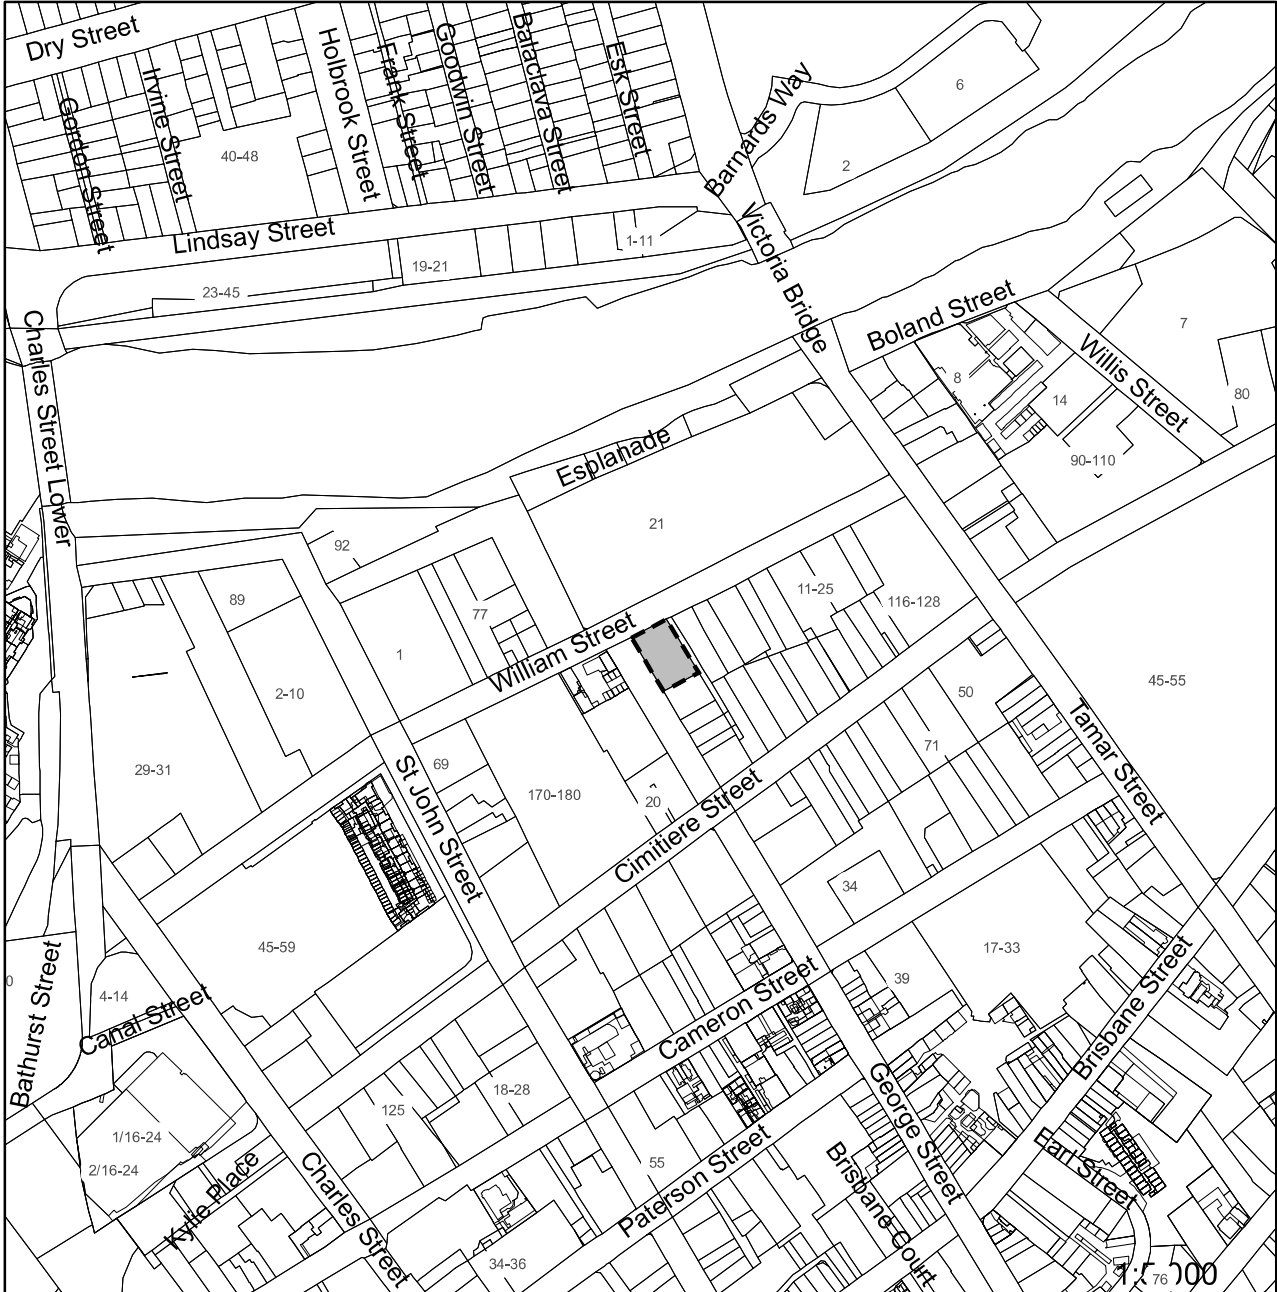 Dry Street
Gordon Street
Irvine Street
40-48
Holbrook Street
Frank Street
Goodwin Street
Balaclava Street
Esk Street
Barnards Way
6
2
Lindsay Street
1-11
19-21
23-45
Victoria Bridge
Boland Street
Willis Street
7
8
14
80
90-110
Charles Street Lower
Esplanade
21
92
89
77
1
2-10
William Street
11-25
116-128
45-55
50
71
29-31
69
170-180
20
St John Street
Cimitiere Street
Tamar Street
34
17-33
39
45-59
Bathurst Street
0
4-14
Canal Street
Cameron Street
Brisbane Street
George Street
18-28
125
1/16-24
2/16-24
Kylie Place
Charles Street
55
Paterson Street
Brisbane Court
Earl Street
34-36
76